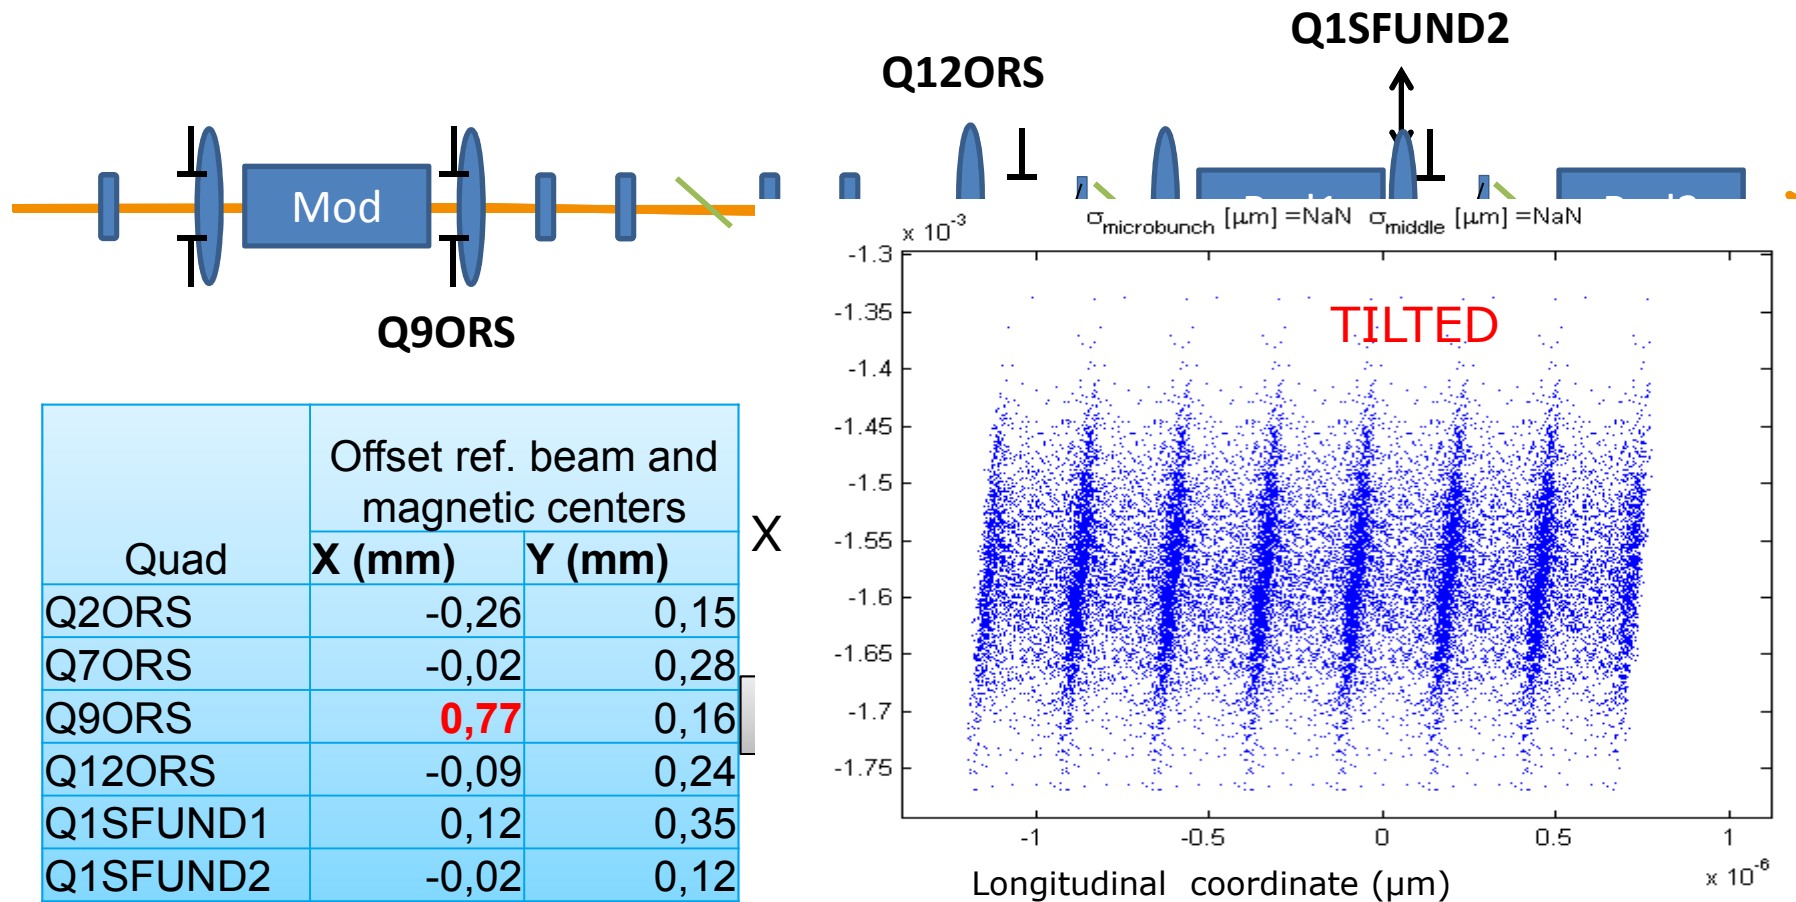 Q1SFUND2
Q12ORS
Mod
Q9ORS
σmicrobunch [μm] =NaN σmiddle [μm] =NaN
x 10-3
TILTED
-1.3
-1.35
-1.4
-1.45
-1.5
-1.55
-1.6
-1.65
-1.7
-1.75
X
-1
-0.5
0
0.5
1
x 10-6
Longitudinal coordinate (μm)
Quad
Offset ref. beam and
magnetic centers
X (mm) Y (mm)
Q2ORS -0,26 0,15
Q7ORS -0,02 0,28
Q9ORS 0,77 0,16
Q12ORS -0,09 0,24
Q1SFUND1 0,12 0,35
Q1SFUND2 -0,02 0,12